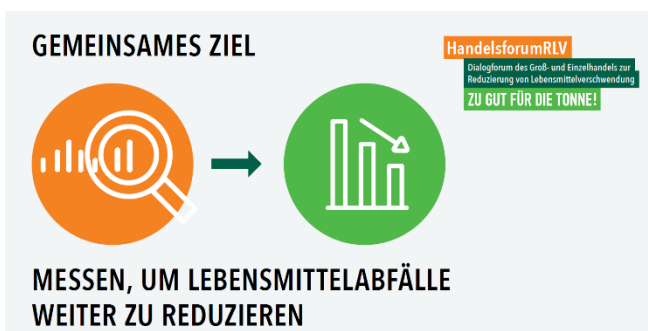 GEMEINSAMES ZIEL
HandelsforumRLV
Dialogforum des Groß- und Einzelhandels zur
Reduzierung von Lebensmittelverschwendung
ZU GUT FÜR DIE TONNE!
MESSEN, UM LEBENSMITTELABFÄLLE
WEITER ZU REDUZIEREN